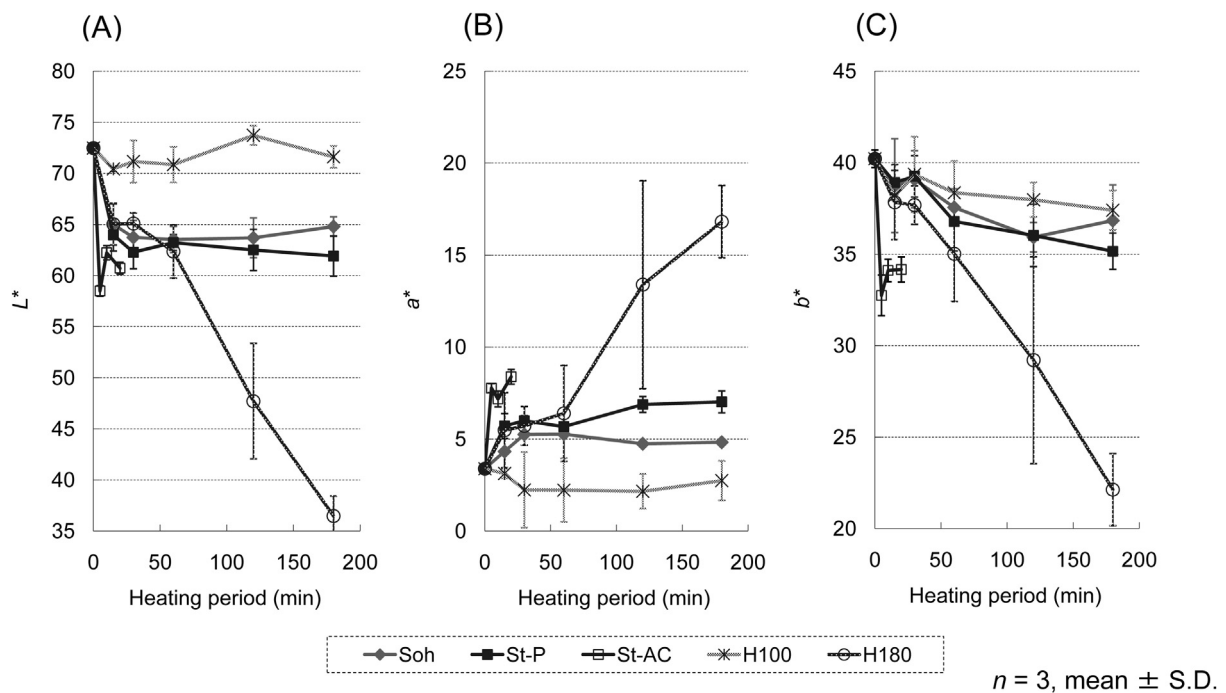 (A)
(B)
(C)
80
75
70
65
60
55
50
45
40
35
L*
0 50 100 150 200
Heating period (min)
25
20
15
10
5
0
a*
0 50 100 150 200
Heating period (min)
45
40
35
30
25
20
b*
0 50 100 150 200
Heating period (min)
Soh St-P St-AC H100 H180
n = 3, mean ± S.D.